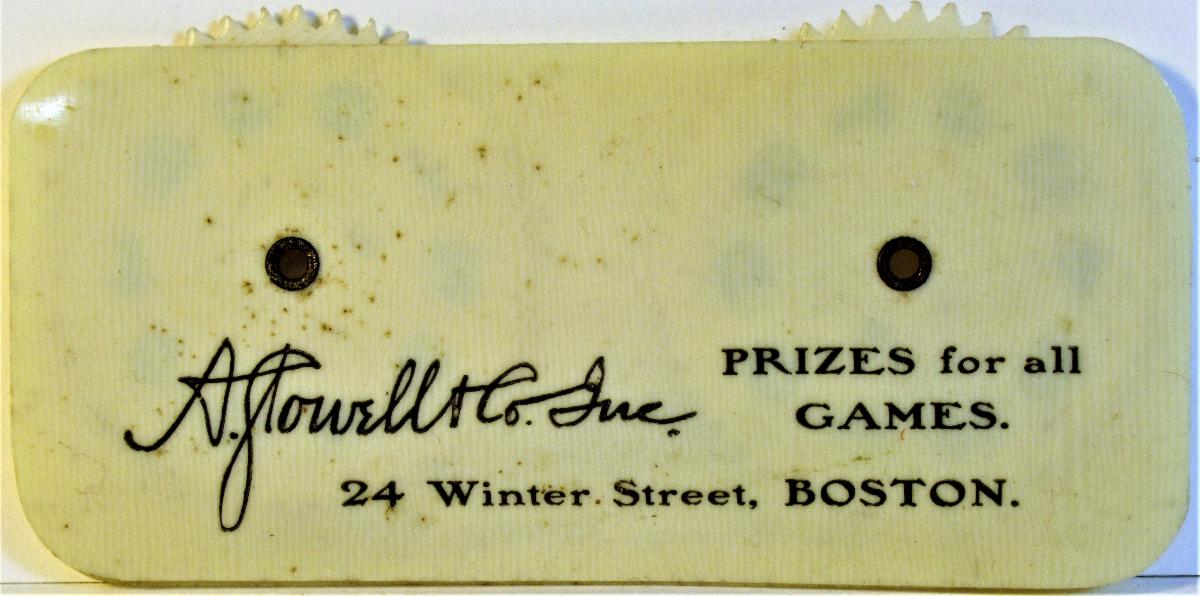 A. Stowell & Co. Inc.
PRIZES for all
GAMES.
24 Winter Street, BOSTON.